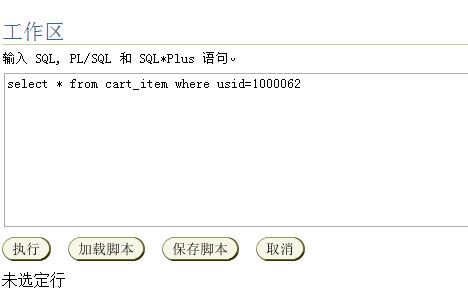 工作区
输入 SQL, PL/SQL 和 SQL*Plus 语句。
select * from cart_item where usid=1000062
执行 加载脚本 保存脚本 取消
未选定行